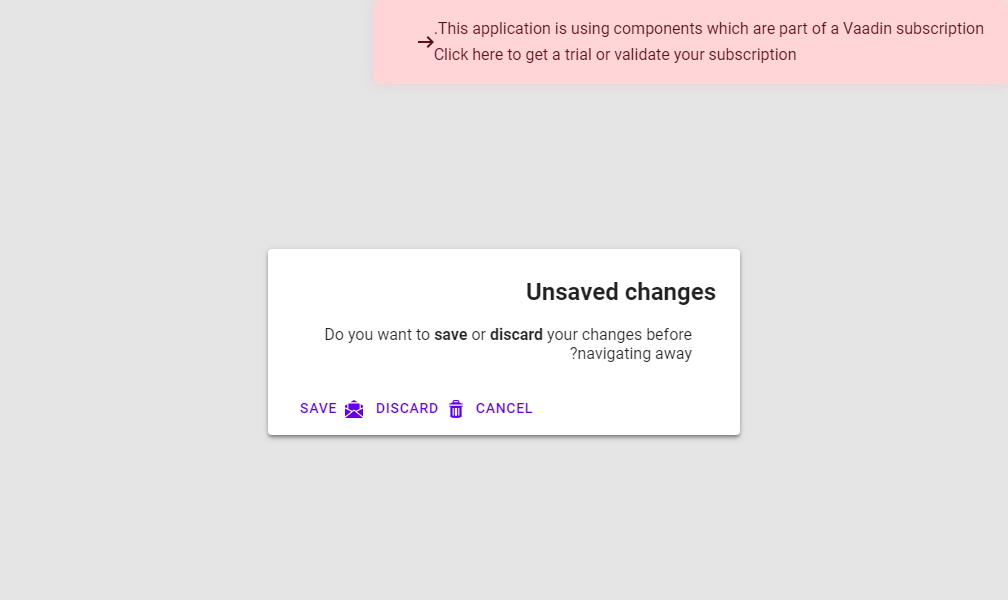 .This application is using components which are part of a Vaadin subscription
Click here to get a trial or validate your subscription
Unsaved changes
Do you want to save or discard your changes before
?navigating away
SAVE DISCARD CANCEL